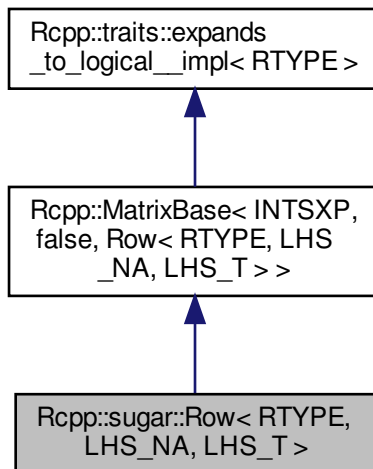 Rcpp::traits::expands
_to_logical__impl< RTYPE >
Rcpp::MatrixBase< INTSXP,
false, Row< RTYPE, LHS
_NA, LHS_T > >
Rcpp::sugar::Row< RTYPE,
LHS_NA, LHS_T >